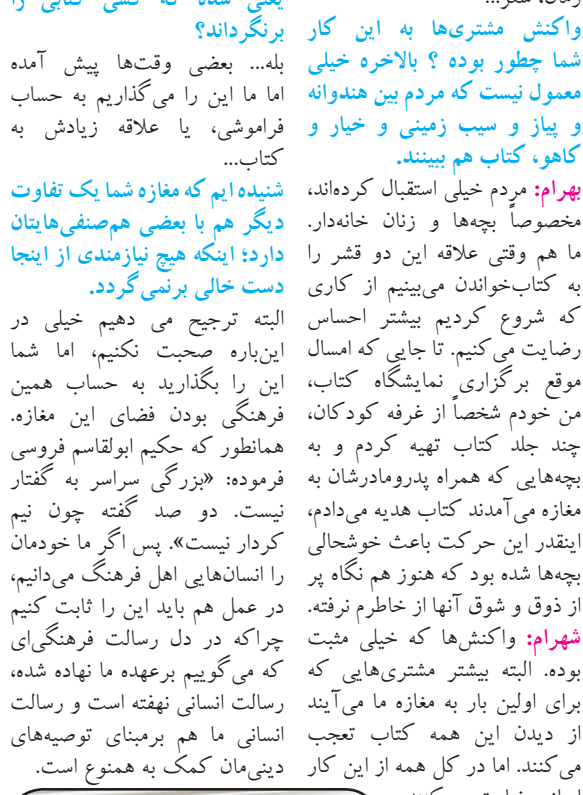 واکنش مشتری‌ها به این کار
شما چطور بوده ؟ بالاخره خیلی
معمول نیست که مردم بین هندوانه
و پیاز و سیب زمینی و خیار و
کاهو، کتاب هم ببینند.
بهرام: مردم خیلی استقبال کرده‌اند،
مخصوصاً بچه‌ها و زنان خانه‌دار.
ما هم وقتی علاقه این دو قشر را
به کتاب‌خواندن می‌بینیم از کاری
که شروع کردیم بیشتر احساس
رضایت می‌کنیم. تا جایی که امسال
موقع برگزاری نمایشگاه کتاب،
من خودم شخصاً از غرفه کودکان،
چند جلد کتاب تهیه کردم و به
بچه‌هایی که همراه پدرومادرشان به
مغازه می‌آمدند کتاب هدیه می‌دادم،
اینقدر این حرکت باعث خوشحالی
بچه‌ها شده بود که هنوز هم نگاه پر
از ذوق و شوق آنها از خاطرم نرفته.
شهرام: واکنش‌ها که خیلی مثبت
بوده. البته بیشتر مشتری‌هایی که
برای اولین بار به مغازه ما می‌آیند
از دیدن این همه کتاب تعجب
می‌کنند. اما در کل همه از این کار
برنگرداند؟
بله... بعضی وقت‌ها پیش آمده
اما ما این را می‌گذاریم به حساب
فراموشی، یا علاقه زیادش به
کتاب...
شنیده ایم که مغازه شما یک تفاوت
دیگر هم با بعضی هم‌صنفی‌هایتان
دارد؛ اینکه هیچ نیازمندی از اینجا
دست خالی برنمی‌گردد.
البته ترجیح می دهیم خیلی در
این‌باره صحبت نکنیم، اما شما
این را بگذارید به حساب همین
فرهنگی بودن فضای این مغازه.
همانطور که حکیم ابولقاسم فروسی
فرموده: «بزرگی سراسر به گفتار
نیست. دو صد گفته چون نیم
کردار نیست». پس اگر ما خودمان
را انسان‌هایی اهل فرهنگ می‌دانیم،
در عمل هم باید این را ثابت کنیم
چراکه در دل رسالت فرهنگی‌ای
که می‌گوییم برعهده ما نهاده شده،
رسالت انسانی نهفته است و رسالت
انسانی ما هم برمبنای توصیه‌های
دینی‌مان کمک به همنوع است.